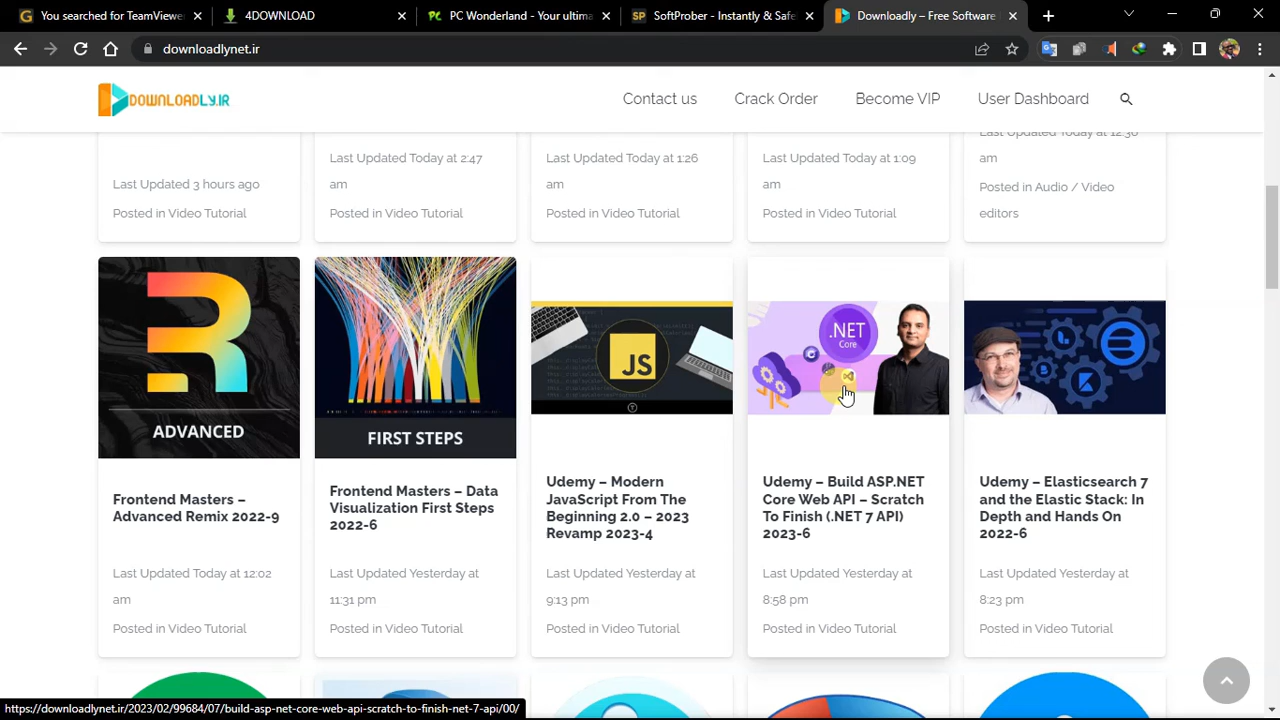 You searched for TeamViewer
4DOWNLOAD
PC Wonderland - Your ultima
SoftProber - Instantly & Safe
Downloadly – Free Software
downloadlynet.ir
DOWNLOADLY.IR
Contact us
Crack Order
Become VIP
User Dashboard
Last Updated 3 hours ago
Posted in Video Tutorial
Last Updated Today at 2:47
am
Posted in Video Tutorial
Last Updated Today at 1:26
am
Posted in Video Tutorial
Last Updated Today at 1:09
am
Posted in Video Tutorial
Last Updated Today at 12:38
am
Posted in Audio / Video
editors
ADVANCED
FIRST STEPS
JS
.NET
Core
Frontend Masters –
Advanced Remix 2022-9
Last Updated Today at 12:02
am
Posted in Video Tutorial
Frontend Masters – Data
Visualization First Steps
2022-6
Last Updated Yesterday at
11:31 pm
Posted in Video Tutorial
Udemy – Modern
JavaScript From The
Beginning 2.0 – 2023
Revamp 2023-4
Last Updated Yesterday at
9:13 pm
Posted in Video Tutorial
Udemy – Build ASP.NET
Core Web API – Scratch
To Finish (.NET 7 API)
2023-6
Last Updated Yesterday at
8:58 pm
Posted in Video Tutorial
Udemy – Elasticsearch 7
and the Elastic Stack: In
Depth and Hands On
2022-6
Last Updated Yesterday at
8:23 pm
Posted in Video Tutorial
https://downloadlynet.ir/2023/02/99684/07/build-asp-net-core-web-api-scratch-to-finish-net-7-api/00/